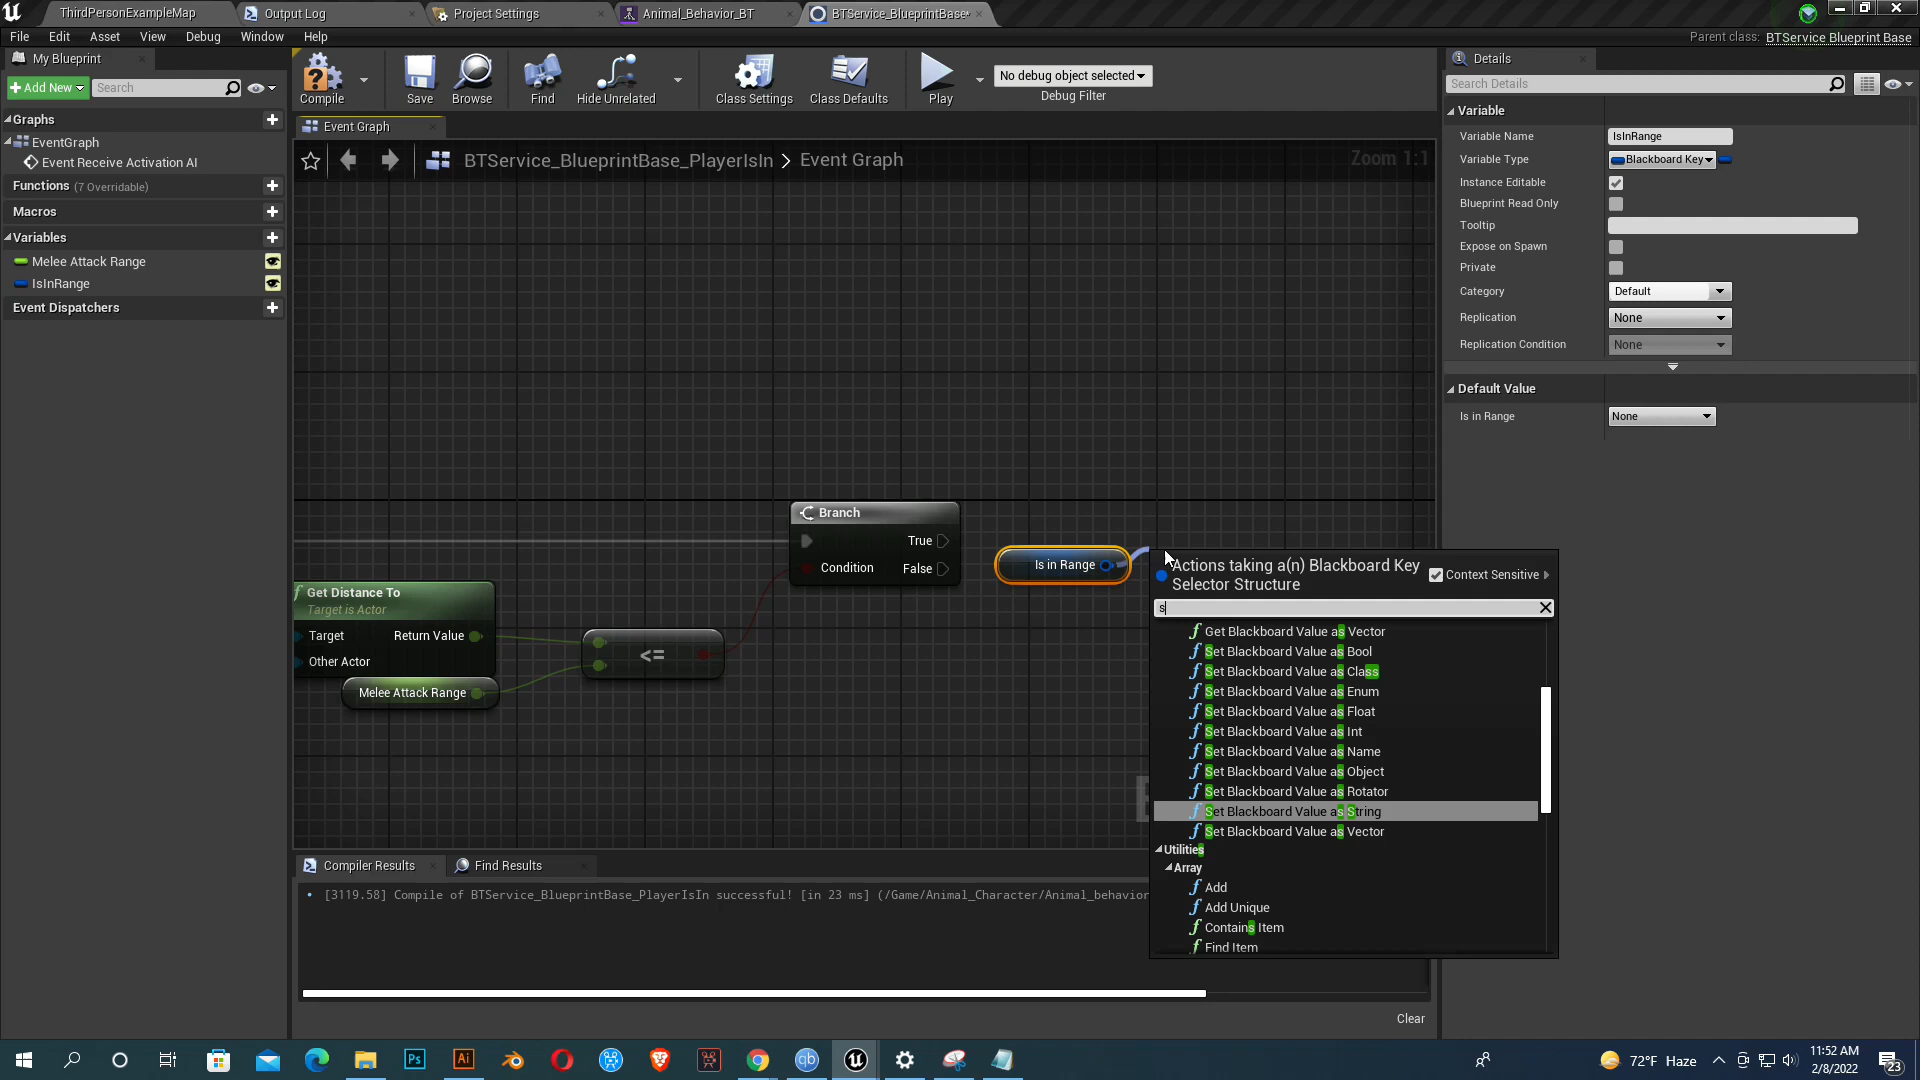 ThirdPersonExampleMap
Output Log
Project Settings
Animal_Behavior_BT
BTService_BlueprintBase*
File Edit Asset View Debug Window Help
Parent class: BTService Blueprint Base
My Blueprint
Add New
Search
Compile
Save
Browse
Find
Hide Unrelated
Class Settings
Class Defaults
Play
No debug object selected
Debug Filter
Graphs
EventGraph
Event Receive Activation AI
Functions (7 Overridable)
Macros
Variables
Melee Attack Range
IsInRange
Event Dispatchers
Event Graph
BTService_BlueprintBase_PlayerIsIn > Event Graph
Zoom 1:1
Branch
True
Condition
False
Is in Range
Get Distance To
Target is Actor
Target
Return Value
Other Actor
<=
Melee Attack Range
Actions taking a(n) Blackboard Key
Selector Structure
Context Sensitive
s
Get Blackboard Value as Vector
Set Blackboard Value as Bool
Set Blackboard Value as Class
Set Blackboard Value as Enum
Set Blackboard Value as Float
Set Blackboard Value as Int
Set Blackboard Value as Name
Set Blackboard Value as Object
Set Blackboard Value as Rotator
Set Blackboard Value as String
Set Blackboard Value as Vector
Utilities
Array
Add
Add Unique
Contains Item
Find Item
Compiler Results
Find Results
[3119.58] Compile of BTService_BlueprintBase_PlayerIsIn successful! [in 23 ms] (/Game/Animal_Character/Animal_behavior
Clear
Details
Search Details
Variable
Variable Name IsInRange
Variable Type Blackboard Key
Instance Editable
Blueprint Read Only
Tooltip
Expose on Spawn
Private
Category Default
Replication None
Replication Condition None
Default Value
Is in Range None
Ps
Ai
qb
72°F Haze
11:52 AM
2/8/2022
23